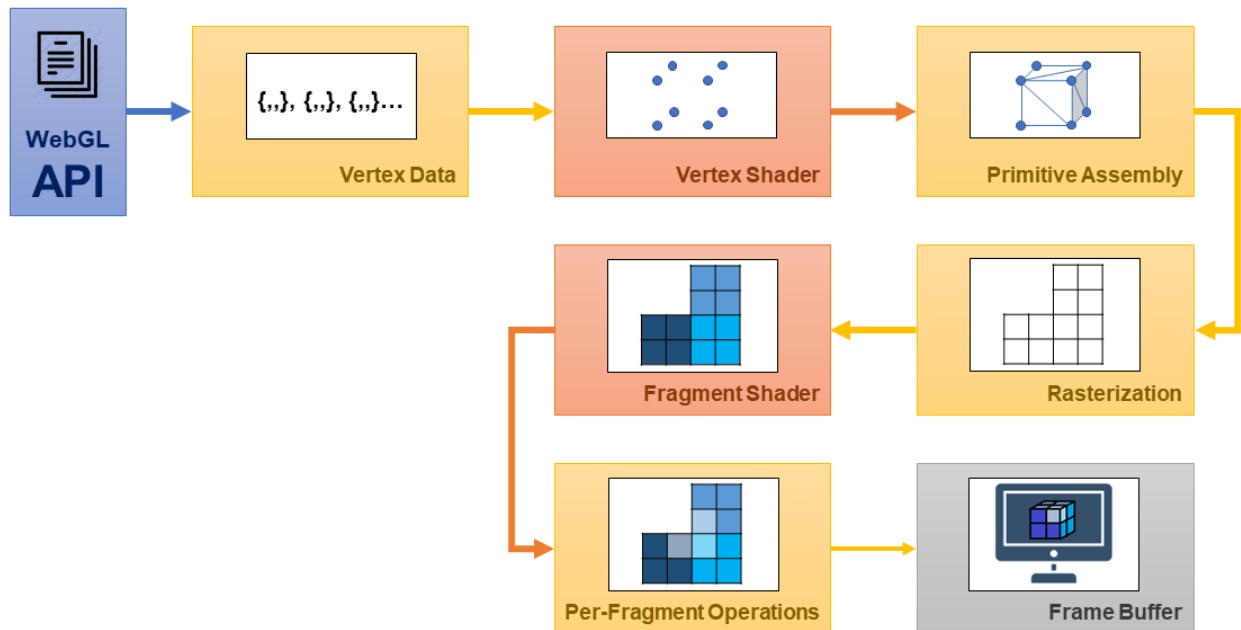 WebGL
API
{,,}, {,,}, {,,}...
Vertex Data
Vertex Shader
Primitive Assembly
Rasterization
Fragment Shader
Per-Fragment Operations
Frame Buffer